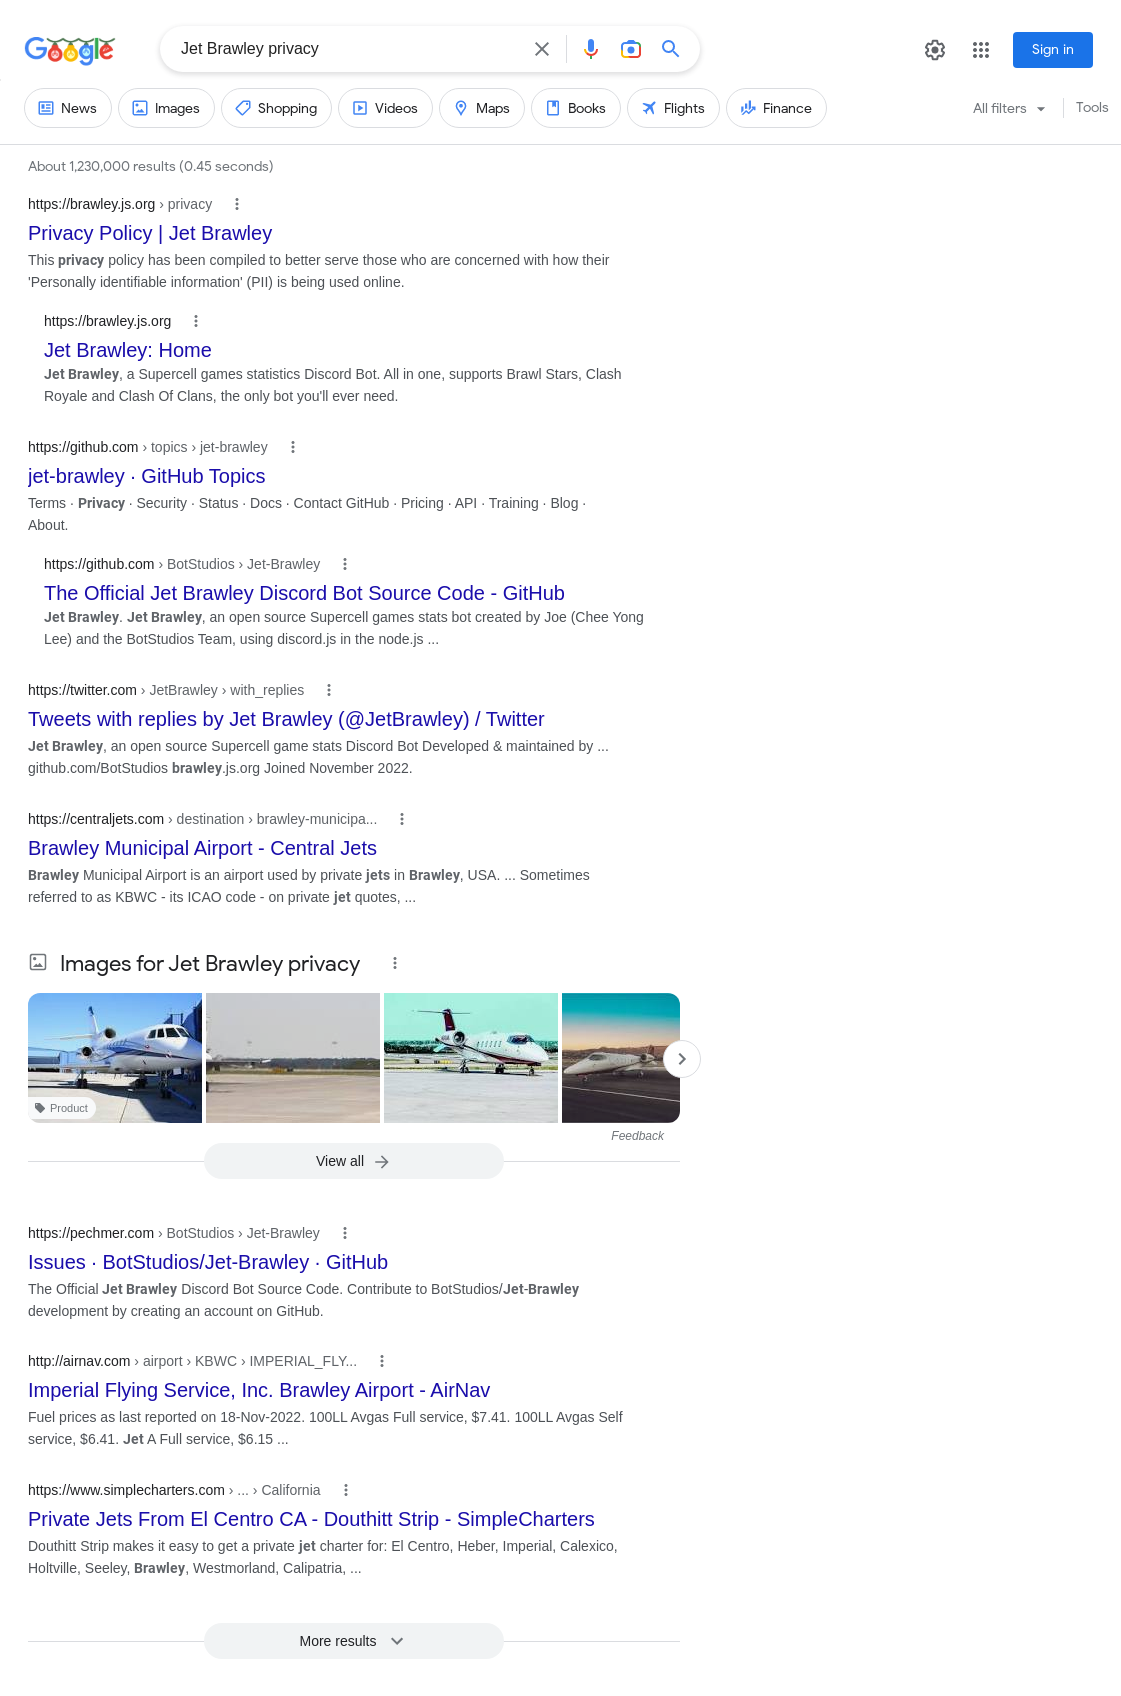 Google
Jet Brawley privacy
Sign in
News
Images
Shopping
Videos
Maps
Books
Flights
Finance
All filters
Tools
About 1,230,000 results (0.45 seconds)
https://brawley.js.org › privacy
Privacy Policy | Jet Brawley
This privacy policy has been compiled to better serve those who are concerned with how their
'Personally identifiable information' (PII) is being used online.
https://brawley.js.org
Jet Brawley: Home
Jet Brawley, a Supercell games statistics Discord Bot. All in one, supports Brawl Stars, Clash
Royale and Clash Of Clans, the only bot you'll ever need.
https://github.com › topics › jet-brawley
jet-brawley · GitHub Topics
Terms · Privacy · Security · Status · Docs · Contact GitHub · Pricing · API · Training · Blog ·
About.
https://github.com › BotStudios › Jet-Brawley
The Official Jet Brawley Discord Bot Source Code - GitHub
Jet Brawley. Jet Brawley, an open source Supercell games stats bot created by Joe (Chee Yong
Lee) and the BotStudios Team, using discord.js in the node.js ...
https://twitter.com › JetBrawley › with_replies
Tweets with replies by Jet Brawley (@JetBrawley) / Twitter
Jet Brawley, an open source Supercell game stats Discord Bot Developed & maintained by ...
github.com/BotStudios brawley.js.org Joined November 2022.
https://centraljets.com › destination › brawley-municipa...
Brawley Municipal Airport - Central Jets
Brawley Municipal Airport is an airport used by private jets in Brawley, USA. ... Sometimes
referred to as KBWC - its ICAO code - on private jet quotes, ...
Images for Jet Brawley privacy
Product
Feedback
View all
https://pechmer.com › BotStudios › Jet-Brawley
Issues · BotStudios/Jet-Brawley · GitHub
The Official Jet Brawley Discord Bot Source Code. Contribute to BotStudios/Jet-Brawley
development by creating an account on GitHub.
http://airnav.com › airport › KBWC › IMPERIAL_FLY...
Imperial Flying Service, Inc. Brawley Airport - AirNav
Fuel prices as last reported on 18-Nov-2022. 100LL Avgas Full service, $7.41. 100LL Avgas Self
service, $6.41. Jet A Full service, $6.15 ...
https://www.simplecharters.com › ... › California
Private Jets From El Centro CA - Douthitt Strip - SimpleCharters
Douthitt Strip makes it easy to get a private jet charter for: El Centro, Heber, Imperial, Calexico,
Holtville, Seeley, Brawley, Westmorland, Calipatria, ...
More results